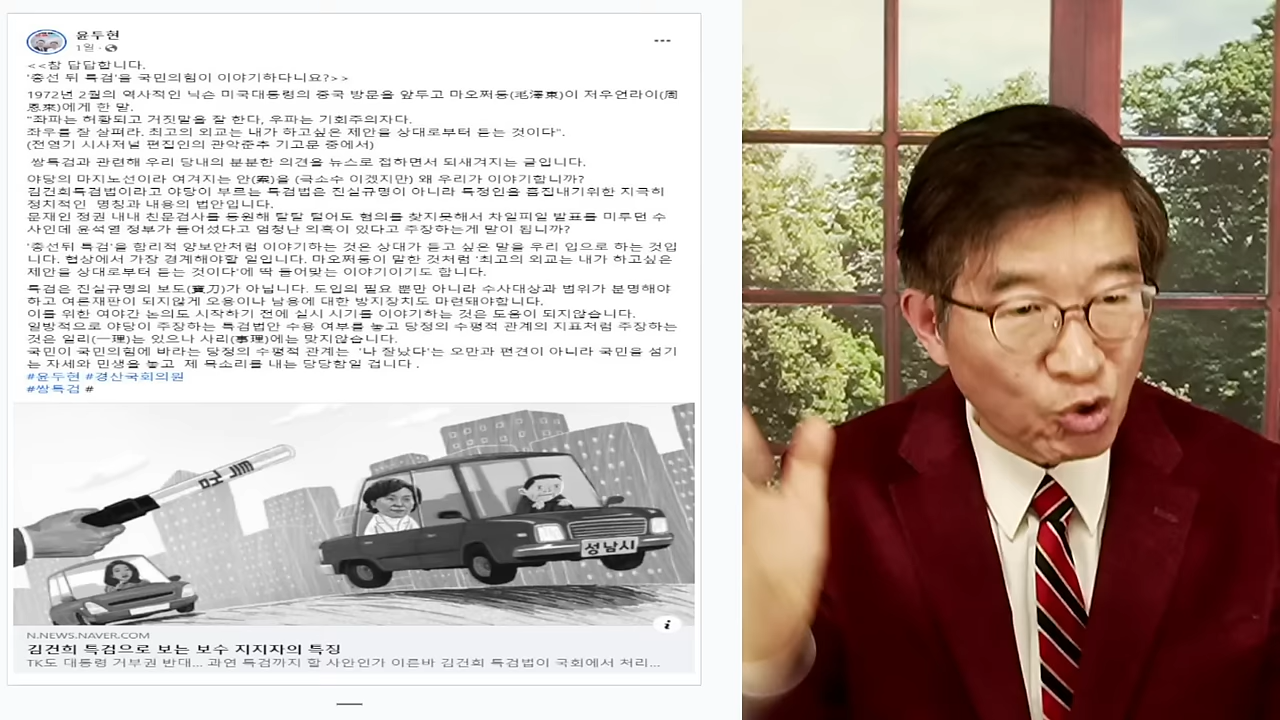 윤두현
1월 ·
<<참 답답합니다.
'총선 뒤 특검'을 국민의힘이 이야기하다니요?>>
1972년 2월의 역사적인 닉슨 미국대통령의 중국 방문을 앞두고 마오쩌둥(毛澤東)이 저우언라이(周
恩來)에게 한 말.
"좌파는 허황되고 거짓말을 잘 한다, 우파는 기회주의자다.
좌우를 잘 살펴라. 최고의 외교는 내가 하고싶은 제안을 상대로부터 듣는 것이다".
(전영기 시사저널 편집인의 관악춘추 기고문 중에서)
쌍특검과 관련해 우리 당내의 분분한 의견을 뉴스로 접하면서 되새겨지는 글입니다.
야당의 마지노선이라 여겨지는 안(案)을 (극소수 이겠지만) 왜 우리가 이야기합니까?
김건희특검법이라고 야당이 부르는 특검법은 진실규명이 아니라 특정인을 흠집내기위한 지극히
정치적인 명칭과 내용의 법안입니다.
문재인 정권 내내 친문검사를 동원해 탈탈 털어도 혐의를 찾지못해서 차일피일 발표를 미루던 수
사인데 윤석열 정부가 들어섰다고 엄청난 의혹이 있다고 주장하는게 말이 됩니까?
'총선뒤 특검'을 합리적 양보안처럼 이야기하는 것은 상대가 듣고 싶은 말을 우리 입으로 하는 것입
니다. 협상에서 가장 경계해야할 일입니다. 마오쩌둥이 말한 것처럼 '최고의 외교는 내가 하고싶은
제안을 상대로부터 듣는 것이다'에 딱 들어맞는 이야기이기도 합니다.
특검은 진실규명의 보도(寶刀)가 아닙니다. 도입의 필요 뿐만 아니라 수사대상과 범위가 분명해야
하고 여론재판이 되지않게 오용이나 남용에 대한 방지장치도 마련돼야합니다.
이를 위한 여야간 논의도 시작하기 전에 실시 시기를 이야기하는 것은 도움이 되지않습니다.
일방적으로 야당이 주장하는 특검법안 수용 여부를 놓고 당정의 수평적 관계의 지표처럼 주장하는
것은 일리(一理)는 있으나 사리(事理)에는 맞지않습니다.
국민이 국민의힘에 바라는 당정의 수평적 관계는 '나 잘났다'는 오만과 편견이 아니라 국민을 섬기
는 자세와 민생을 놓고 제 목소리를 내는 당당함일 겁니다 .
#윤두현 #경산국회의원
#쌍특검 #
성남시
N.NEWS.NAVER.COM
김건희 특검으로 보는 보수 지지자의 특징
TK도 대통령 거부권 반대... 과연 특검까지 할 사안인가 이른바 김건희 특검법이 국회에서 처리...